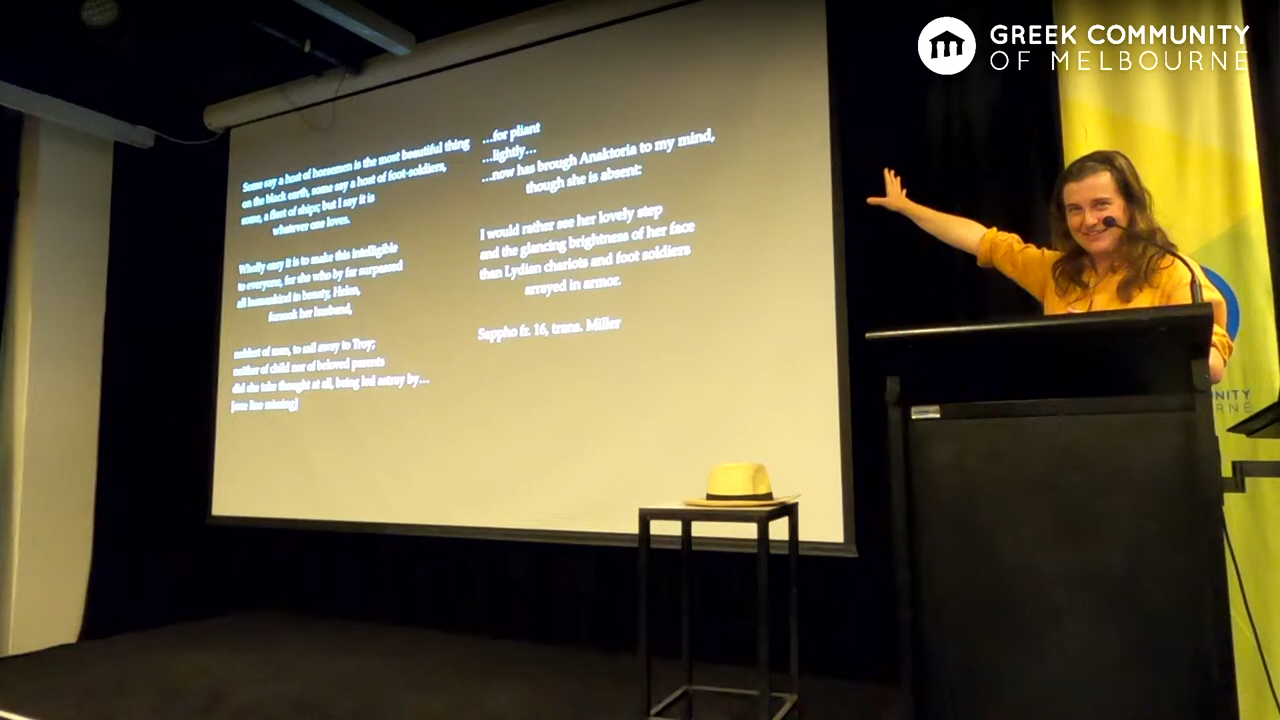 GREEK COMMUNITY
OF MELBOURNE
Some say a host of horsemen is the most beautiful thing
on the black earth, some say a host of foot-soldiers,
some, a fleet of ships; but I say it is
whatever one loves.
Wholly easy it is to make this intelligible
to everyone, for she who by far surpassed
all humankind in beauty, Helen,
forsook her husband,
noblest of men, to sail away to Troy;
neither of child nor of beloved parents
did she take thought at all, being led astray by...
[one line missing]
...for pliant
...lightly...
...now has brough Anaktoria to my mind,
though she is absent:
I would rather see her lovely step
and the glancing brightness of her face
than Lydian chariots and foot soldiers
arrayed in armor.
Sappho fr. 16, trans. Miller
NITY
RNE